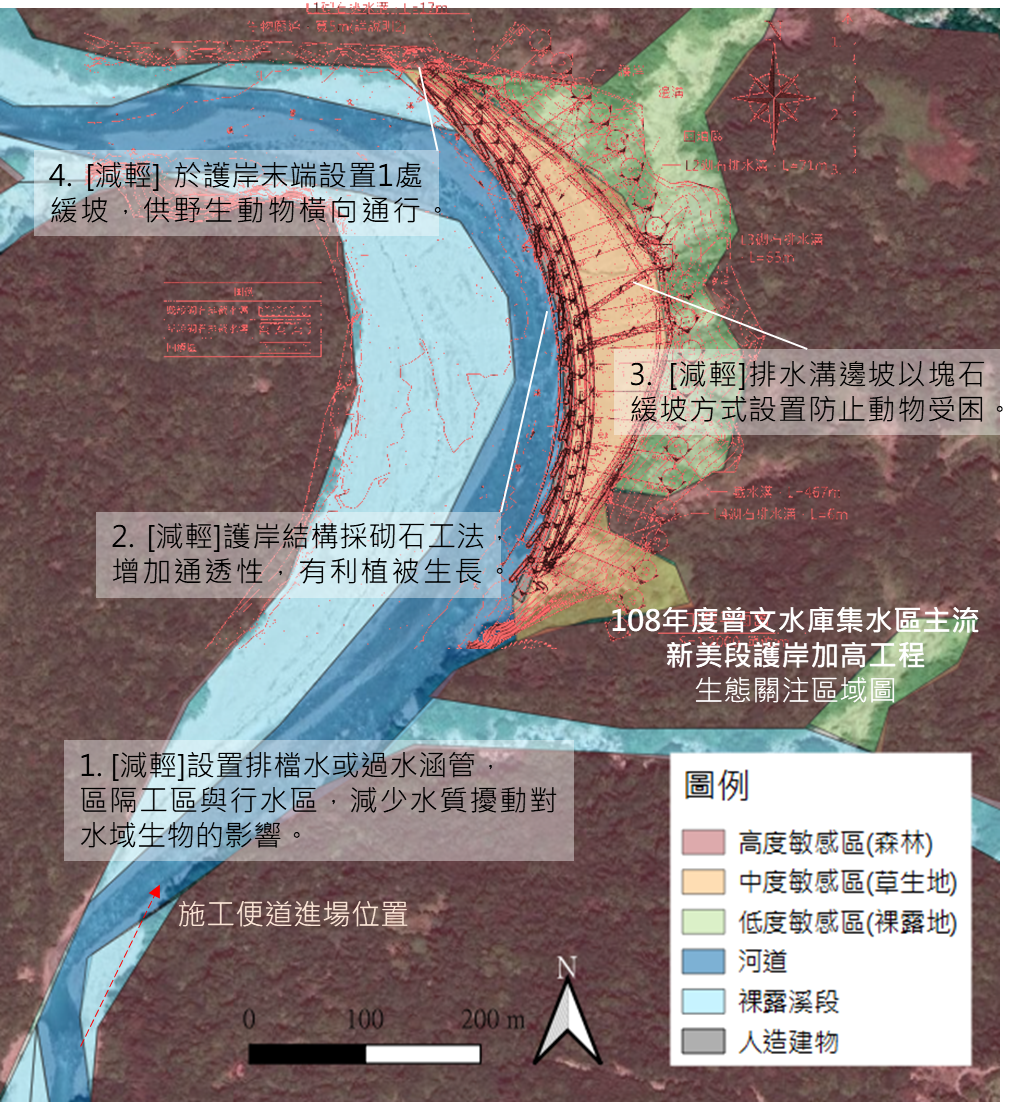 4. [減輕] 於護岸末端設置1處
緩坡，供野生動物橫向通行。
3. [減輕]排水溝邊坡以塊石
緩坡方式設置防止動物受困。
2. [減輕]護岸結構採砌石工法，
增加通透性，有利植被生長。
108年度曾文水庫集水區主流
新美段護岸加高工程
生態關注區域圖
1. [減輕]設置排檔水或過水涵管，
區隔工區與行水區，減少水質擾動對
水域生物的影響。
施工便道進場位置
圖例
高度敏感區(森林)
中度敏感區(草生地)
低度敏感區(裸露地)
河道
裸露溪段
人造建物
0 100 200 m
N